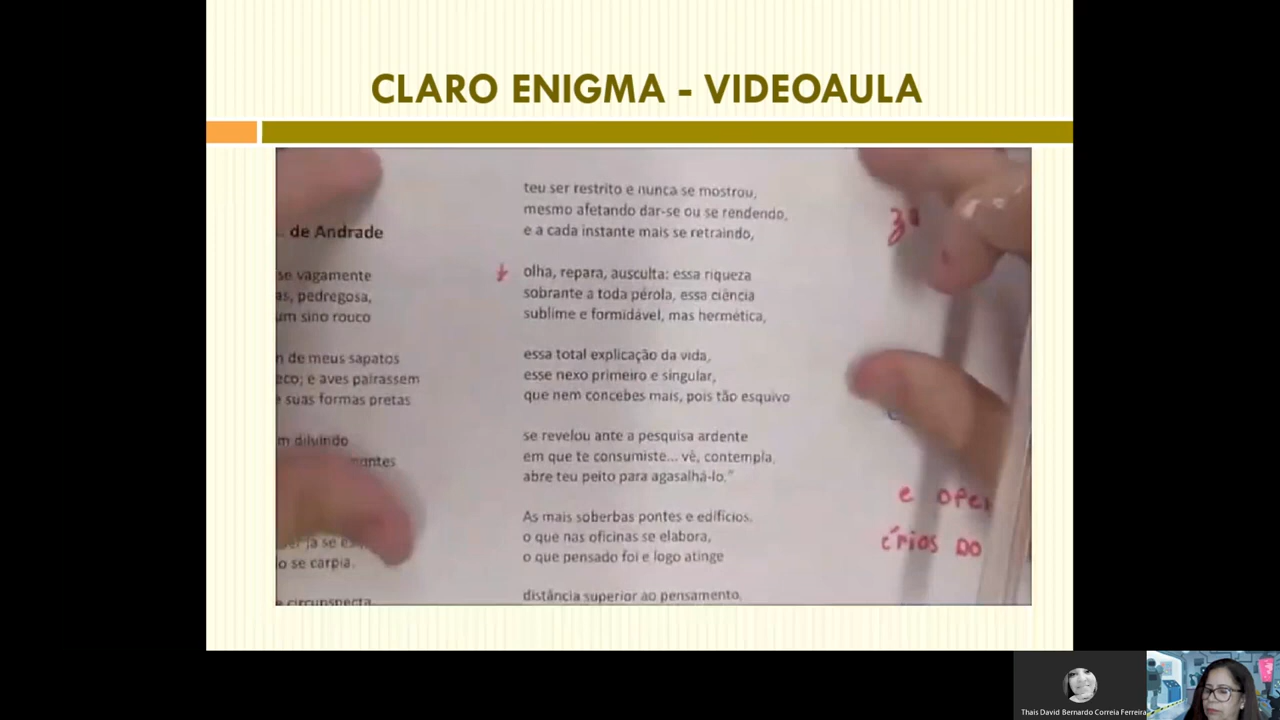 CLARO ENIGMA - VIDEOAULA
de Andrade
se vagamente
as, pedregosa,
um sino rouco
n de meus sapatos
eco; e aves pairassem
suas formas pretas
m diluindo
se carpia.
circunspecta,
teu ser restrito e nunca se mostrou,
mesmo afetando dar-se ou se rendendo,
e a cada instante mais se retraindo,
olha, repara, ausculta: essa riqueza
sobrante a toda pérola, essa ciência
sublime e formidável, mas hermética,
essa total explicação da vida,
esse nexo primeiro e singular,
que nem concebes mais, pois tão esquivo
se revelou ante a pesquisa ardente
em que te consumiste... vê, contempla,
abre teu peito para agasalhá-lo."
As mais soberbas pontes e edifícios,
o que nas oficinas se elabora,
o que pensado foi e logo atinge
distância superior ao pensamento,
e oper
érios do
Thais David Bernardo Correia Ferreira